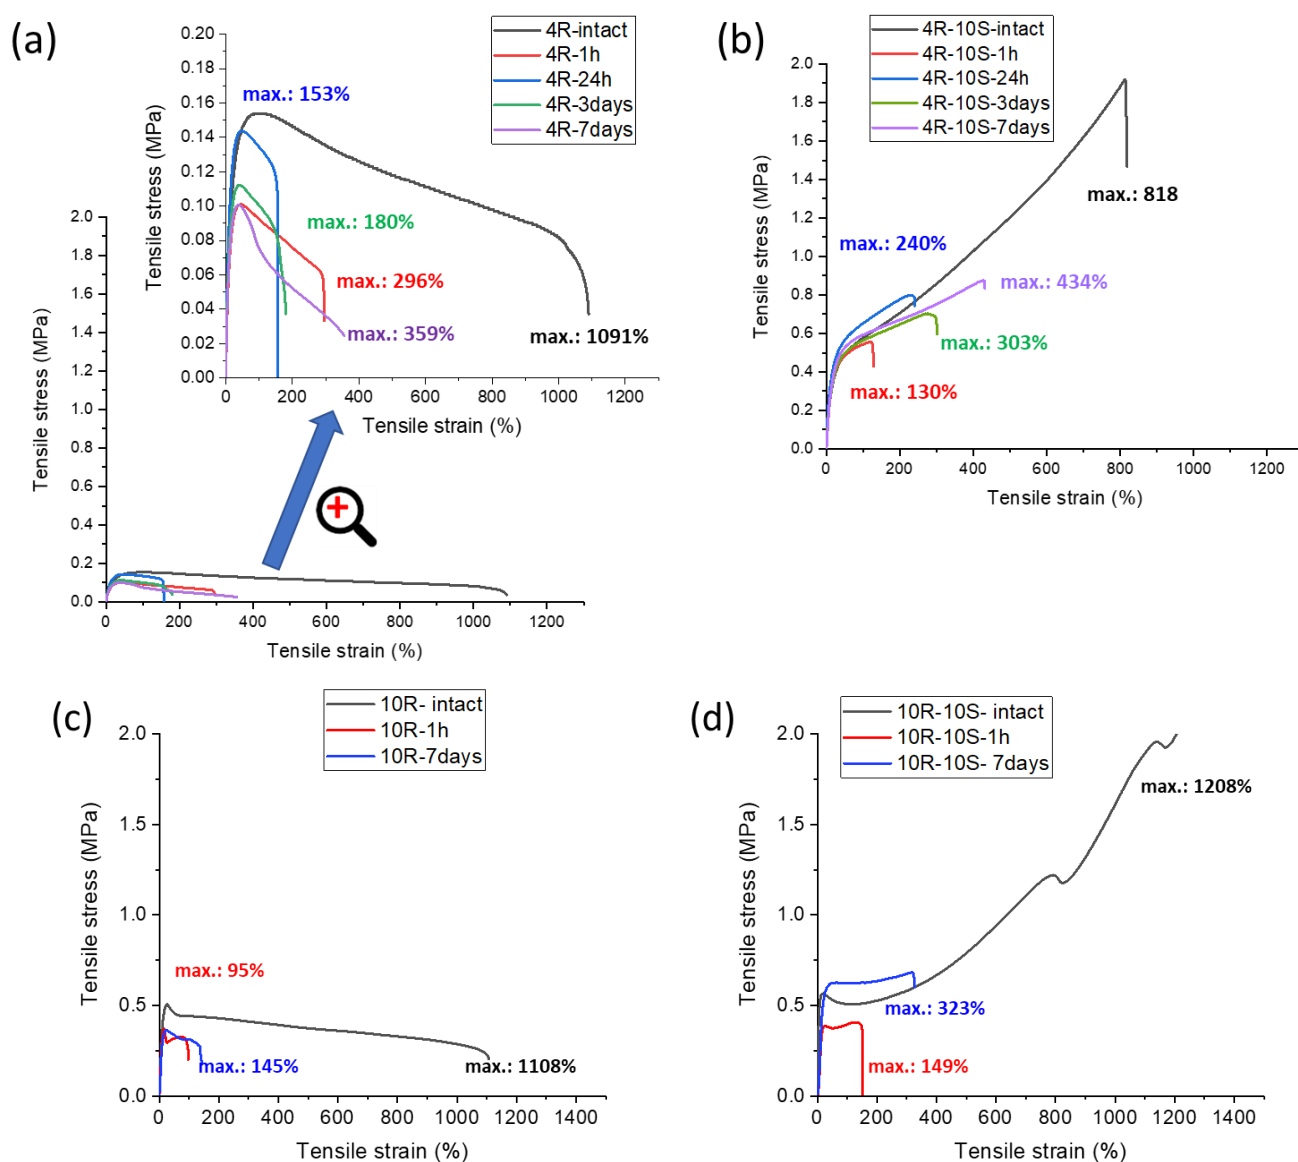 (a)
4R-intact
4R-1h
4R-24h
4R-3days
4R-7days
0.20
0.18
0.16
0.14
0.12
0.10
0.08
0.06
0.04
0.02
0.00
Tensile stress (MPa)
max.: 153%
max.: 180%
max.: 296%
max.: 359%
max.: 1091%
0 200 400 600 800 1000 1200
Tensile strain (%)
2.0
1.8
1.6
1.4
1.2
1.0
0.8
0.6
0.4
0.2
0.0
Tensile stress (MPa)
0 200 400 600 800 1000 1200
Tensile strain (%)
(b)
4R-10S-intact
4R-10S-1h
4R-10S-24h
4R-10S-3days
4R-10S-7days
2.0
1.8
1.6
1.4
1.2
1.0
0.8
0.6
0.4
0.2
0.0
Tensile stress (MPa)
max.: 818
max.: 240%
max.: 434%
max.: 303%
max.: 130%
0 200 400 600 800 1000 1200
Tensile strain (%)
(c)
10R- intact
10R-1h
10R-7days
2.0
1.5
1.0
0.5
0.0
Tensile stress (MPa)
max.: 95%
max.: 145%
max.: 1108%
0 200 400 600 800 1000 1200 1400
Tensile strain (%)
(d)
10R-10S- intact
10R-10S-1h
10R-10S- 7days
2.0
1.5
1.0
0.5
0.0
Tensile stress (MPa)
max.: 1208%
max.: 323%
max.: 149%
0 200 400 600 800 1000 1200 1400
Tensile strain (%)